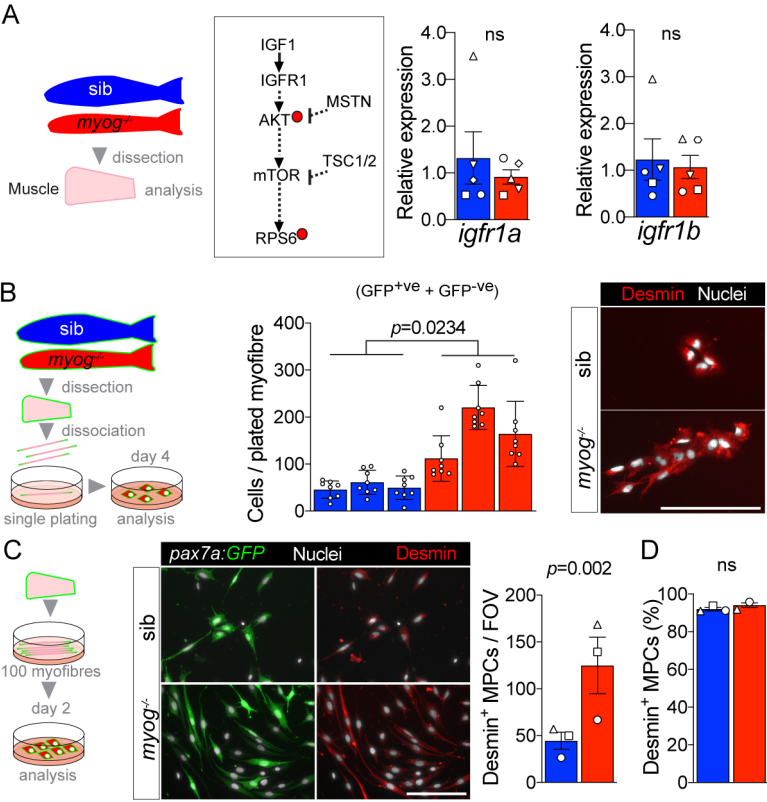 A
sib
myog-/-
dissection
Muscle
analysis
IGF1
IGFR1
AKT
MSTN
mTOR
TSC1/2
RPS6
Relative expression
4.0
3.0
2.0
1.0
0.0
ns
igfr1a
Relative expression
4.0
3.0
2.0
1.0
0.0
ns
igfr1b
B
sib
myog-/-
dissection
dissociation
day 4
single plating
analysis
(GFP+ve + GFP-ve)
p=0.0234
Cells / plated myofibre
400
300
200
100
0
Desmin Nuclei
sib
myog-/-
C
100 myofibres
day 2
analysis
pax7a:GFP Nuclei Desmin
sib
myog-/-
p=0.002
Desmin+ MPCs / FOV
200
150
100
50
0
D
ns
Desmin+ MPCs (%)
100
80
60
40
20
0